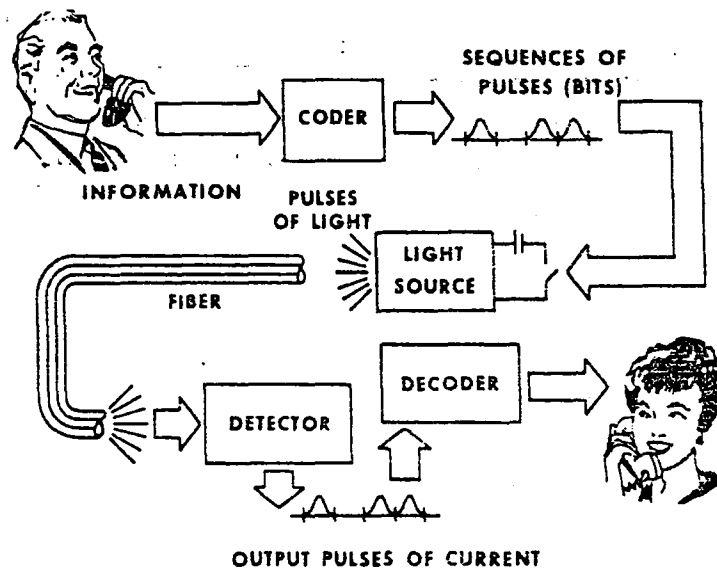 SEQUENCES OF
PULSES (BITS)
CODER
INFORMATION
PULSES
OF LIGHT
LIGHT
SOURCE
FIBER
DECODER
DETECTOR
OUTPUT PULSES OF CURRENT